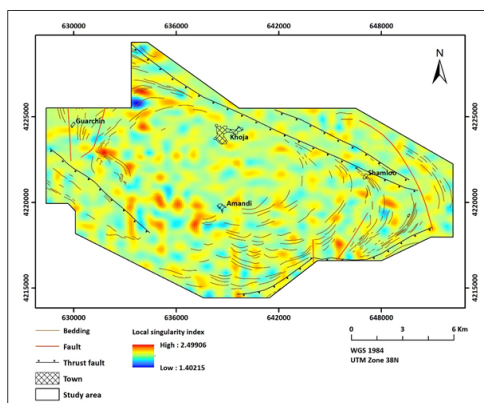 630000 636000 642000 648000
N
4225000 4225000
Guarchin
Khoja
Shamloo
4220000 4220000
Amandi
4215000 4215000
630000 636000 642000 648000
Bedding
Fault
Thrust fault
Town
Study area
Local singularity index
High : 2.49906
Low : 1.40215
0 3 6 Km
WGS 1984
UTM Zone 38N